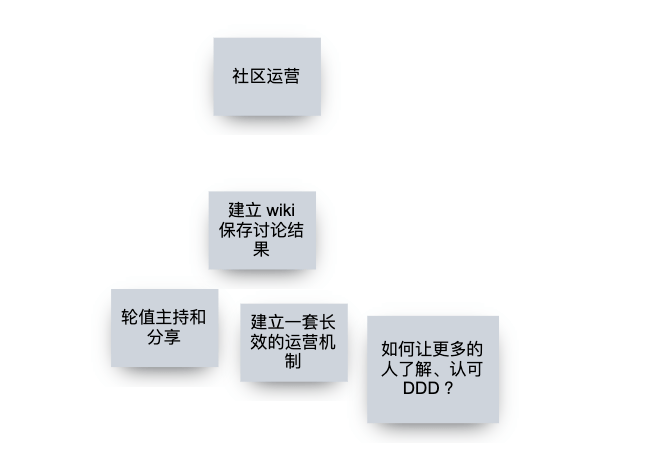 社区运营
建立 wiki
保存讨论结
果
轮值主持和
分享
建立一套长
效的运营机
制
如何让更多的
人了解、认可
DDD？